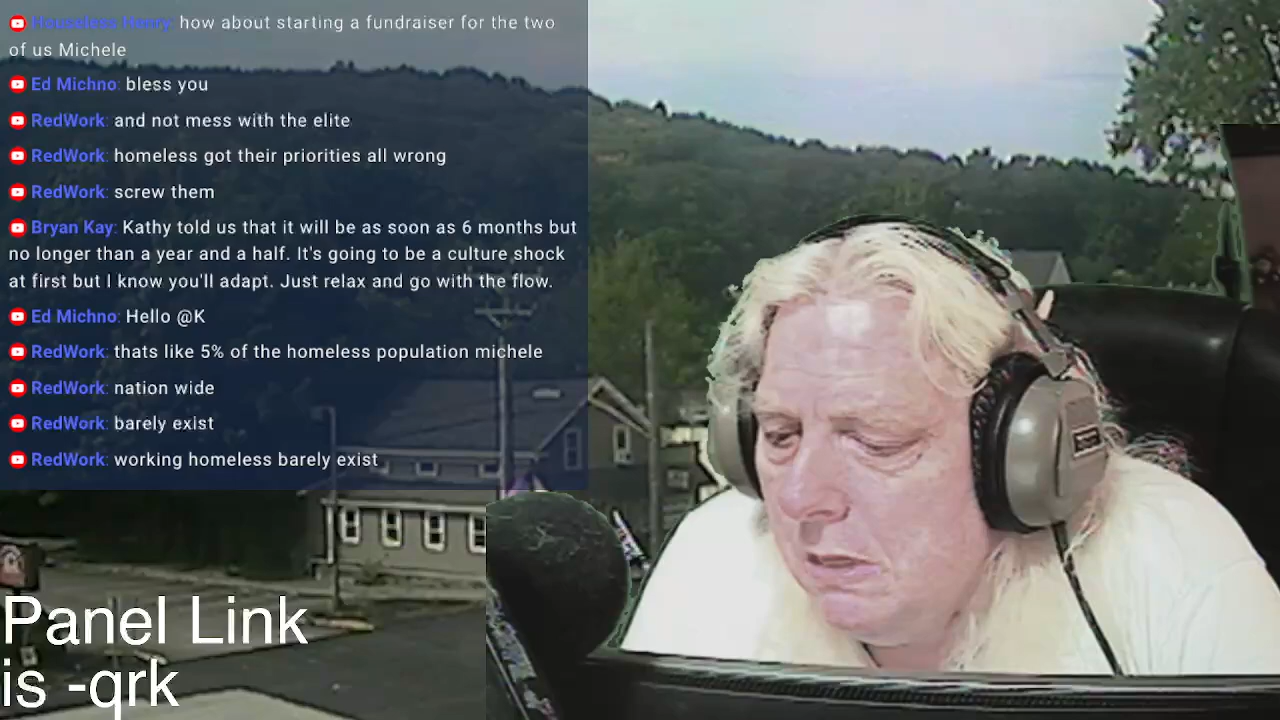 Houseless Henry: how about starting a fundraiser for the two
of us Michele
Ed Michno: bless you
RedWork: and not mess with the elite
RedWork: homeless got their priorities all wrong
RedWork: screw them
Bryan Kay: Kathy told us that it will be as soon as 6 months but
no longer than a year and a half. It's going to be a culture shock
at first but I know you'll adapt. Just relax and go with the flow.
Ed Michno: Hello @K
RedWork: thats like 5% of the homeless population michele
RedWork: nation wide
RedWork: barely exist
RedWork: working homeless barely exist
Panel Link
is -qrk